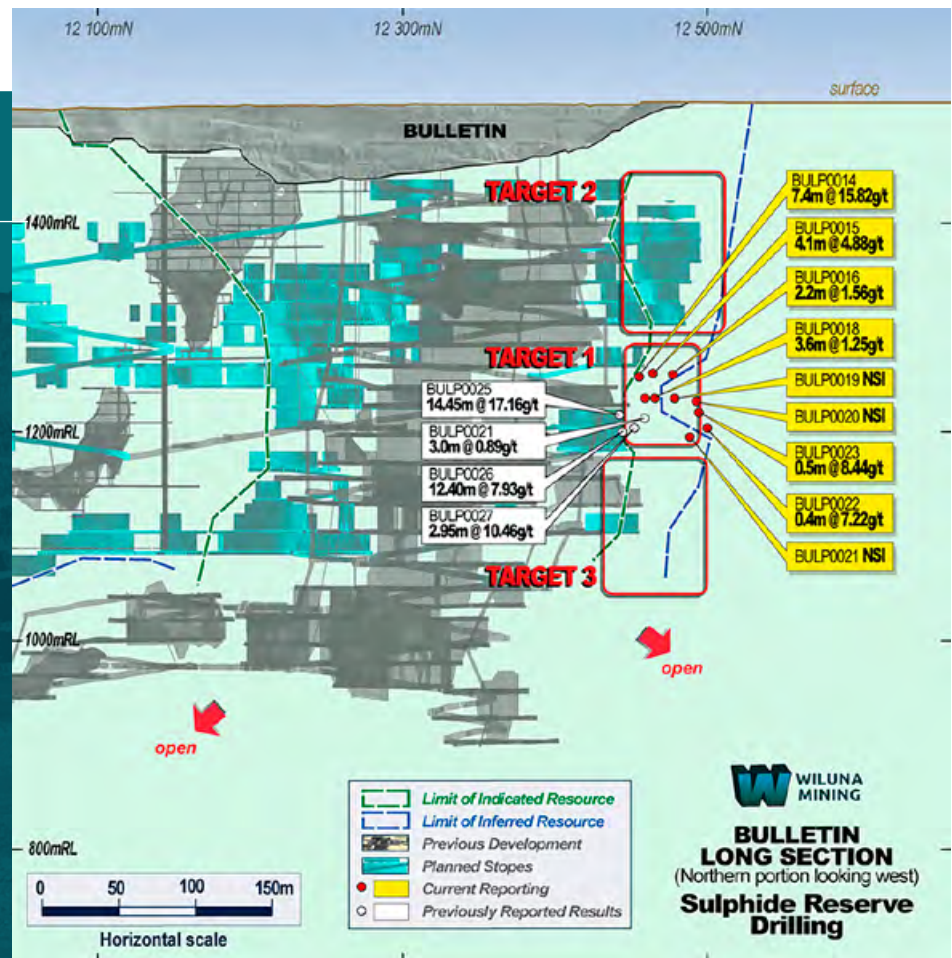 12 100mN
12 300mN
12 500mN
surface
BULLETIN
TARGET 2
BULP0014
7.4m @ 15.82g/t
1400mRL
BULP0015
4.1m @ 4.88g/t
BULP0016
2.2m @ 1.56g/t
BULP0018
3.6m @ 1.25g/t
TARGET 1
BULP0019 NSI
BULP0025
14.45m @ 17.16g/t
BULP0020 NSI
1200mRL
BULP0021
3.0m @ 0.89g/t
BULP0023
0.5m @ 8.44g/t
BULP0026
12.40m @ 7.93g/t
BULP0022
0.4m @ 7.22g/t
BULP0027
2.95m @ 10.46g/t
BULP0021 NSI
TARGET 3
1000mRL
open
open
Limit of Indicated Resource
Limit of Inferred Resource
Previous Development
Planned Stopes
Current Reporting
Previously Reported Results
800mRL
0 50 100 150m
Horizontal scale
WILUNA
MINING
BULLETIN
LONG SECTION
(Northern portion looking west)
Sulphide Reserve
Drilling